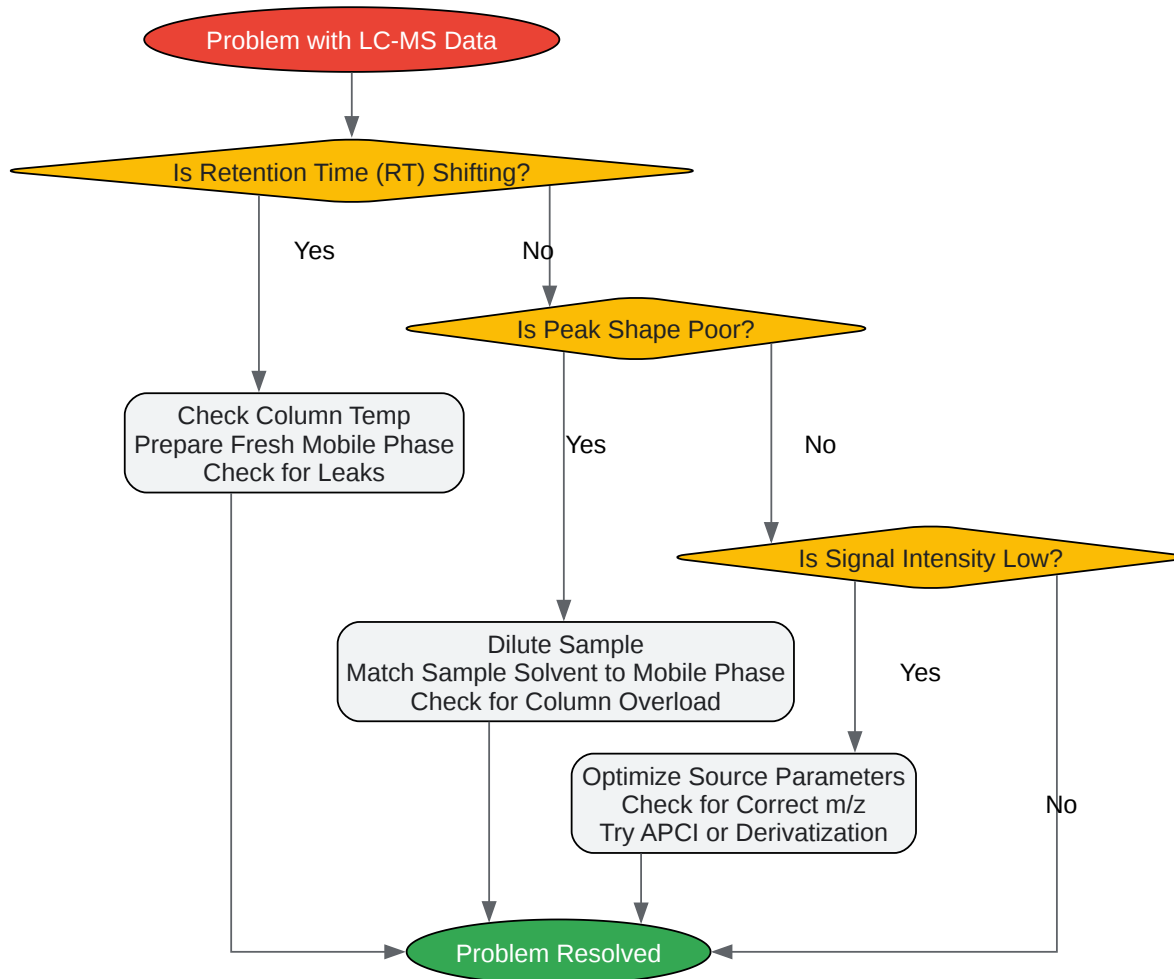 Problem with LC-MS Data
Is Retention Time (RT) Shifting?
Yes
No
Is Peak Shape Poor?
Check Column Temp
Prepare Fresh Mobile Phase
Check for Leaks
Yes
No
Is Signal Intensity Low?
Dilute Sample
Match Sample Solvent to Mobile Phase
Check for Column Overload
Yes
Optimize Source Parameters
Check for Correct m/z
Try APCI or Derivatization
No
Problem Resolved